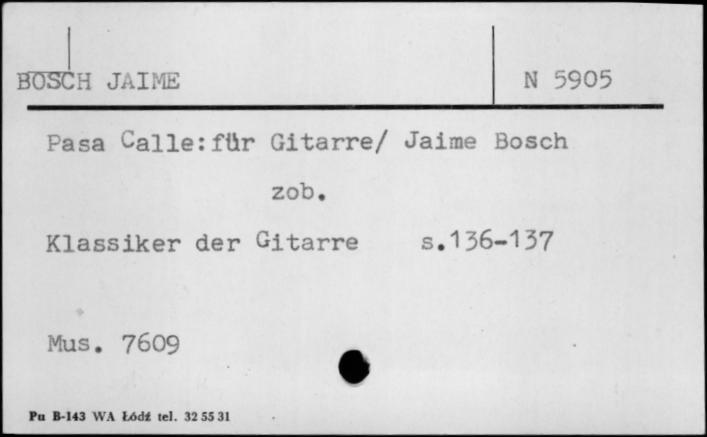 BOSCH JAIME
N 5905
Pasa Calle:für Gitarre/ Jaime Bosch
zob.
Klassiker der Gitarre s.136-137
Mus. 7609
Pu B-143 WA Łódź tel. 32 55 31